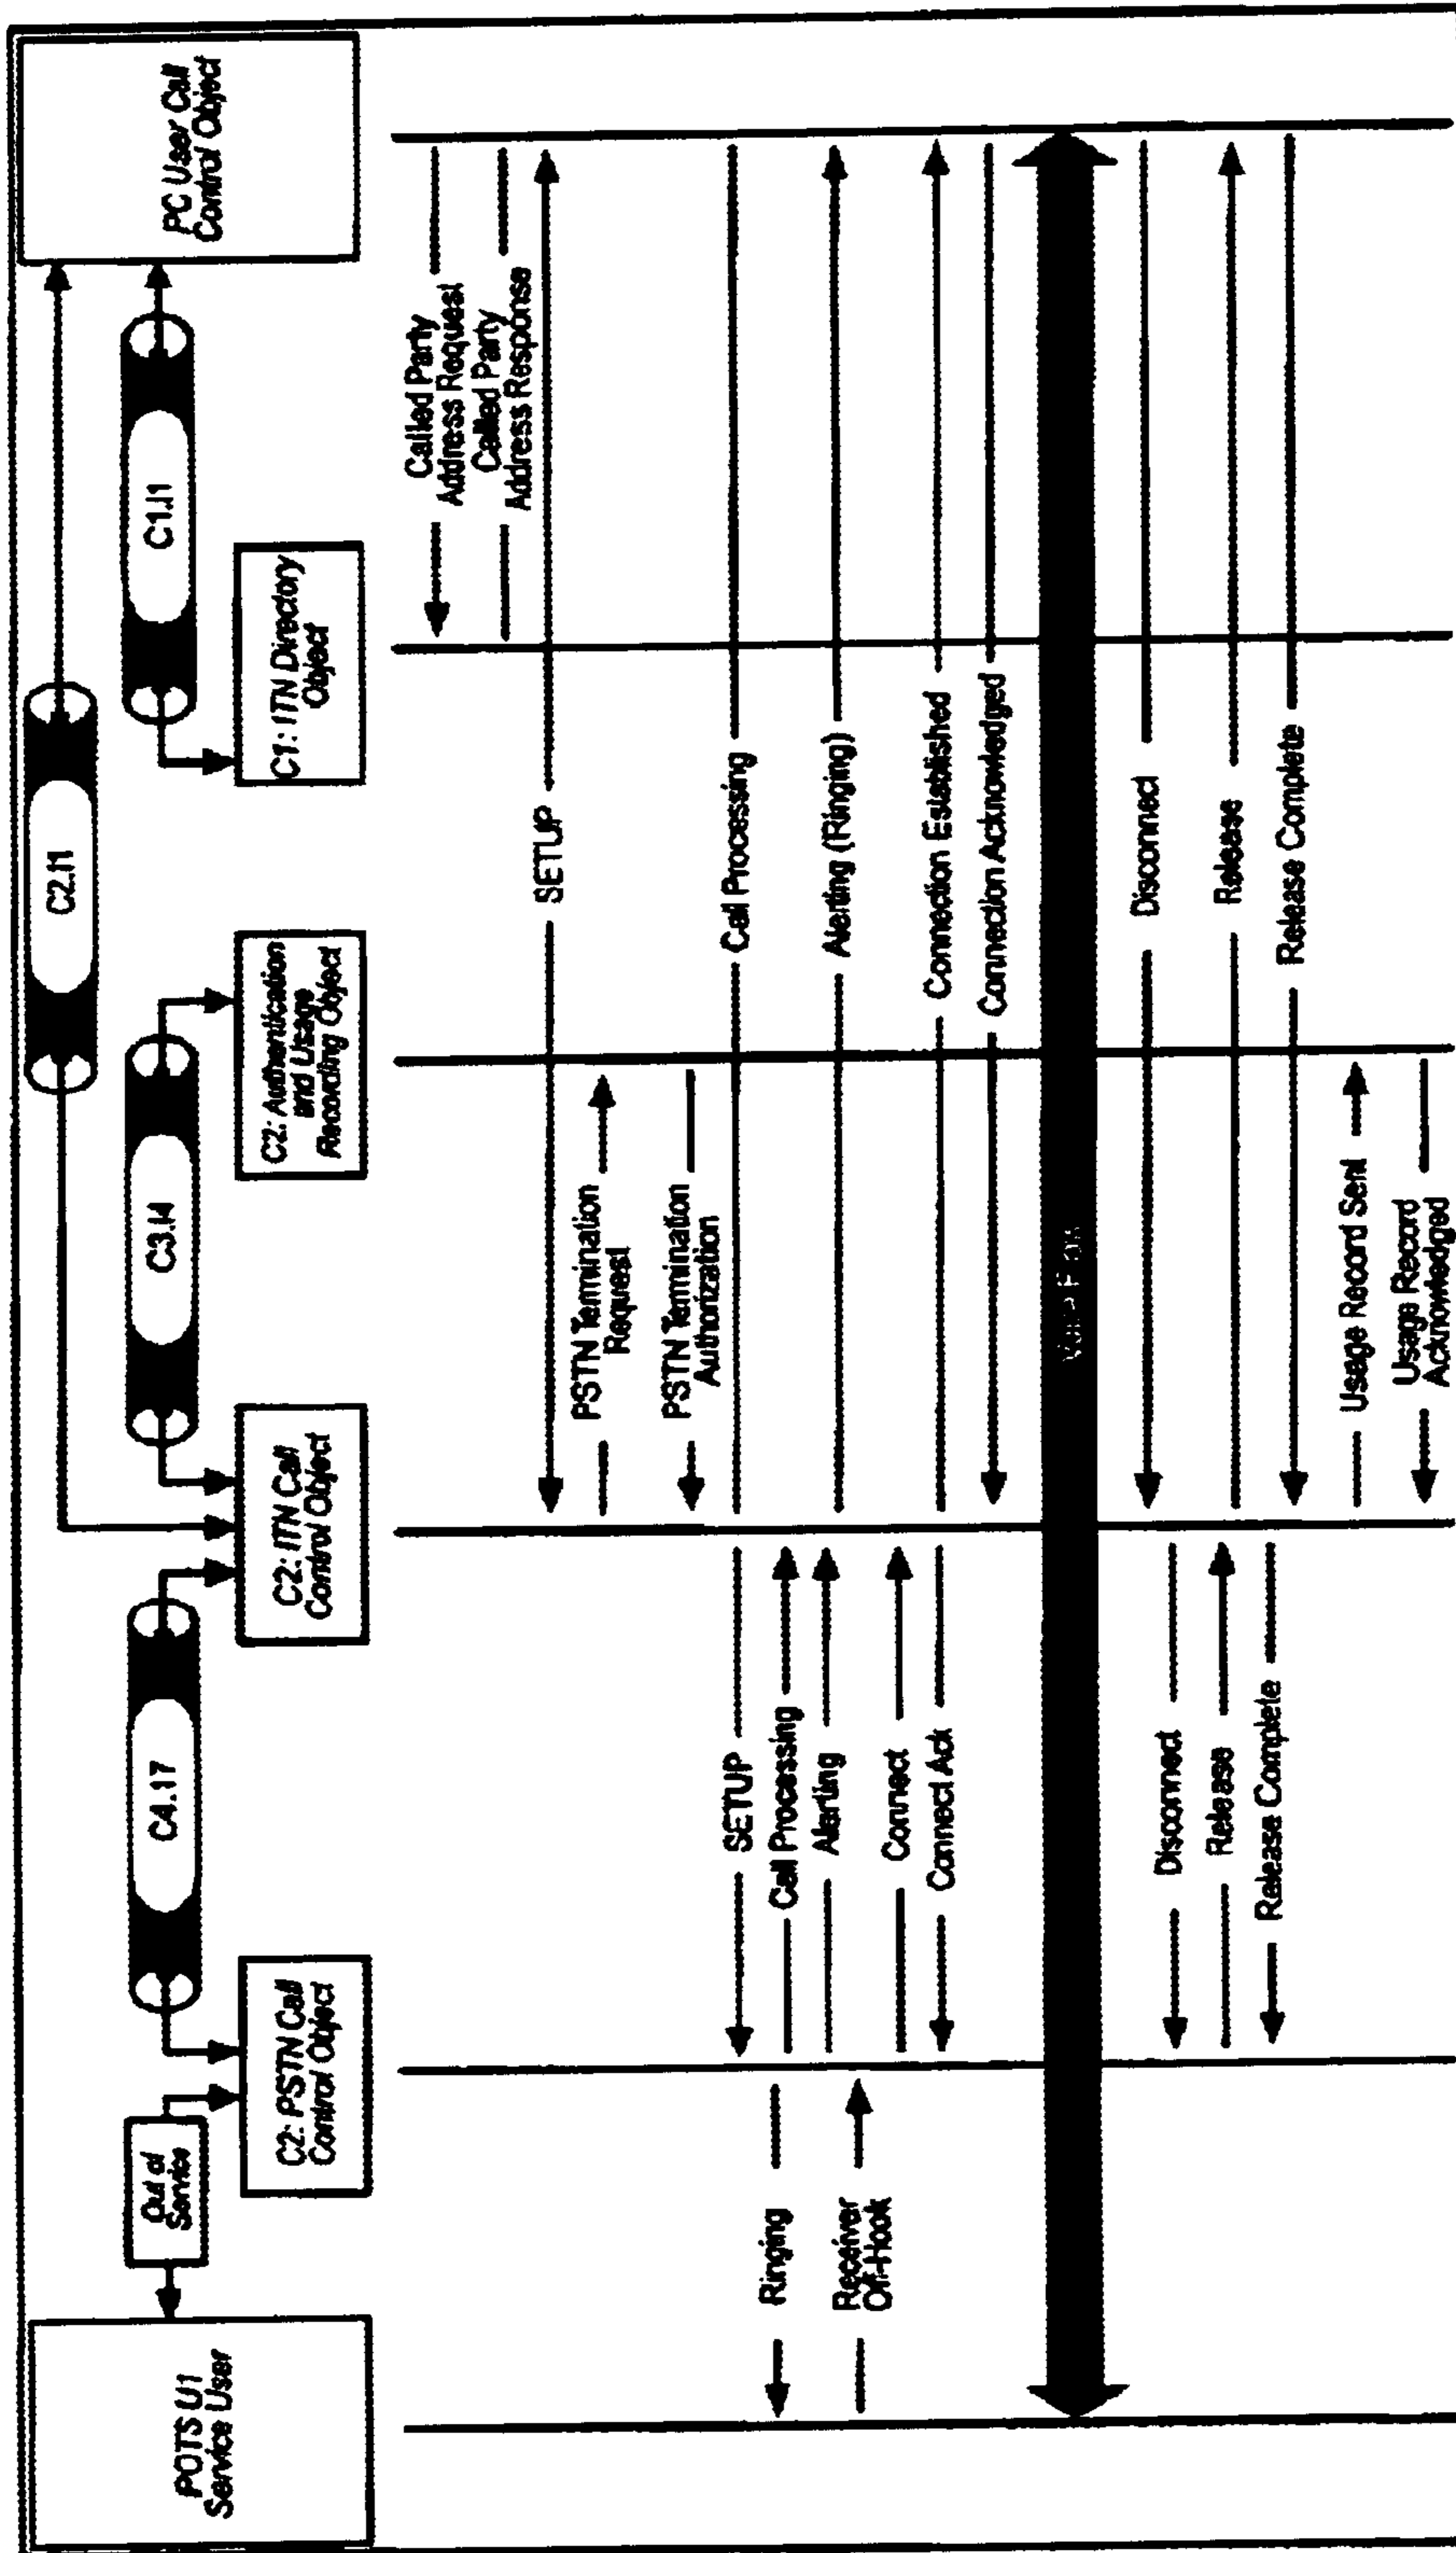 POTS U1
Service User
Out of
Service
C4.17
C2.I1
C3.I4
C1.I1
PC User Call
Control Object
C2: PSTN Call
Control Object
C2: ITN Call
Control Object
C2: Authentication
and Usage
Recording Object
C1: ITN Directory
Object
Called Party
Address Request
Called Party
Address Response
SETUP
PSTN Termination
Request
PSTN Termination
Authorization
SETUP
Call Processing
Ringing
Call Processing
Alerting
Alerting (Ringing)
Receiver
Off-Hook
Connect
Connection Established
Connect Ack
Connection Acknowledged
Disconnect
Disconnect
Release
Release
Release Complete
Release Complete
Usage Record Sent
Usage Record
Acknowledged